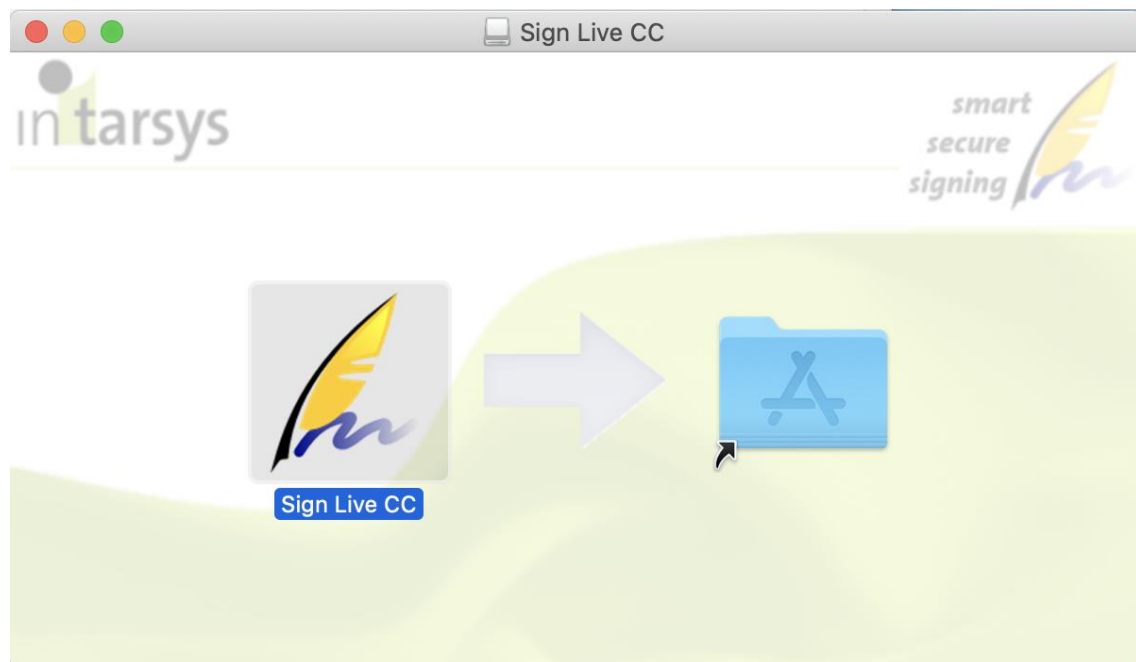 Sign Live CC
intarsys
smart
secure
signing
Sign Live CC